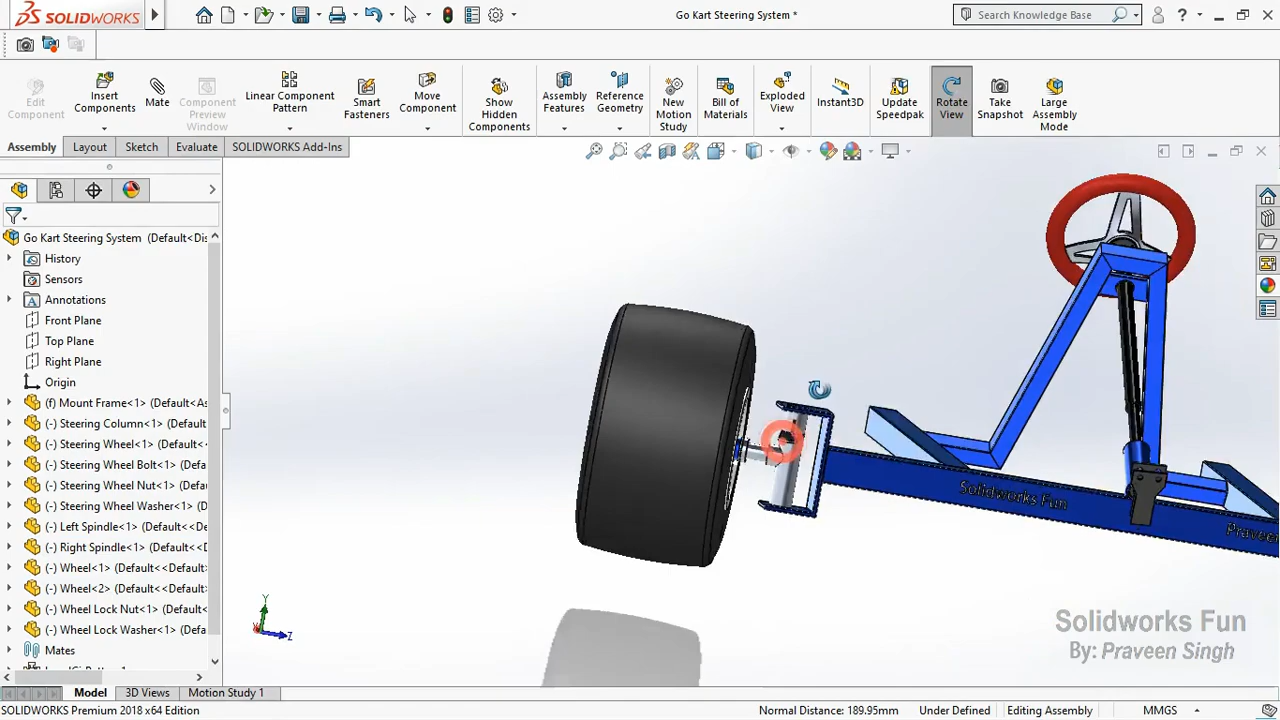 SOLIDWORKS
Go Kart Steering System *
Search Knowledge Base
?
Edit Component
Insert Components
Mate
Component Preview Window
Linear Component Pattern
Smart Fasteners
Move Component
Show Hidden Components
Assembly Features
Reference Geometry
New Motion Study
Bill of Materials
Exploded View
Instant3D
Update Speedpak
Rotate View
Take Snapshot
Large Assembly Mode
Assembly
Layout
Sketch
Evaluate
SOLIDWORKS Add-Ins
Go Kart Steering System (Default<Dis
History
Sensors
Annotations
Front Plane
Top Plane
Right Plane
Origin
(f) Mount Frame<1> (Default<As
(-) Steering Column<1> (Default
(-) Steering Wheel<1> (Default<
(-) Steering Wheel Bolt<1> (Defa
(-) Steering Wheel Nut<1> (Defa
(-) Steering Wheel Washer<1> (D
(-) Left Spindle<1> (Default<<D
(-) Right Spindle<1> (Default<<
(-) Wheel<1> (Default<<Default
(-) Wheel<2> (Default<<Default
(-) Wheel Lock Nut<1> (Default<
(-) Wheel Lock Washer<1> (Defa
Mates
Solidworks Fun
Praveen
Y
Z
Solidworks Fun
By: Praveen Singh
Model
3D Views
Motion Study 1
SOLIDWORKS Premium 2018 x64 Edition
Normal Distance: 189.95mm
Under Defined
Editing Assembly
MMGS